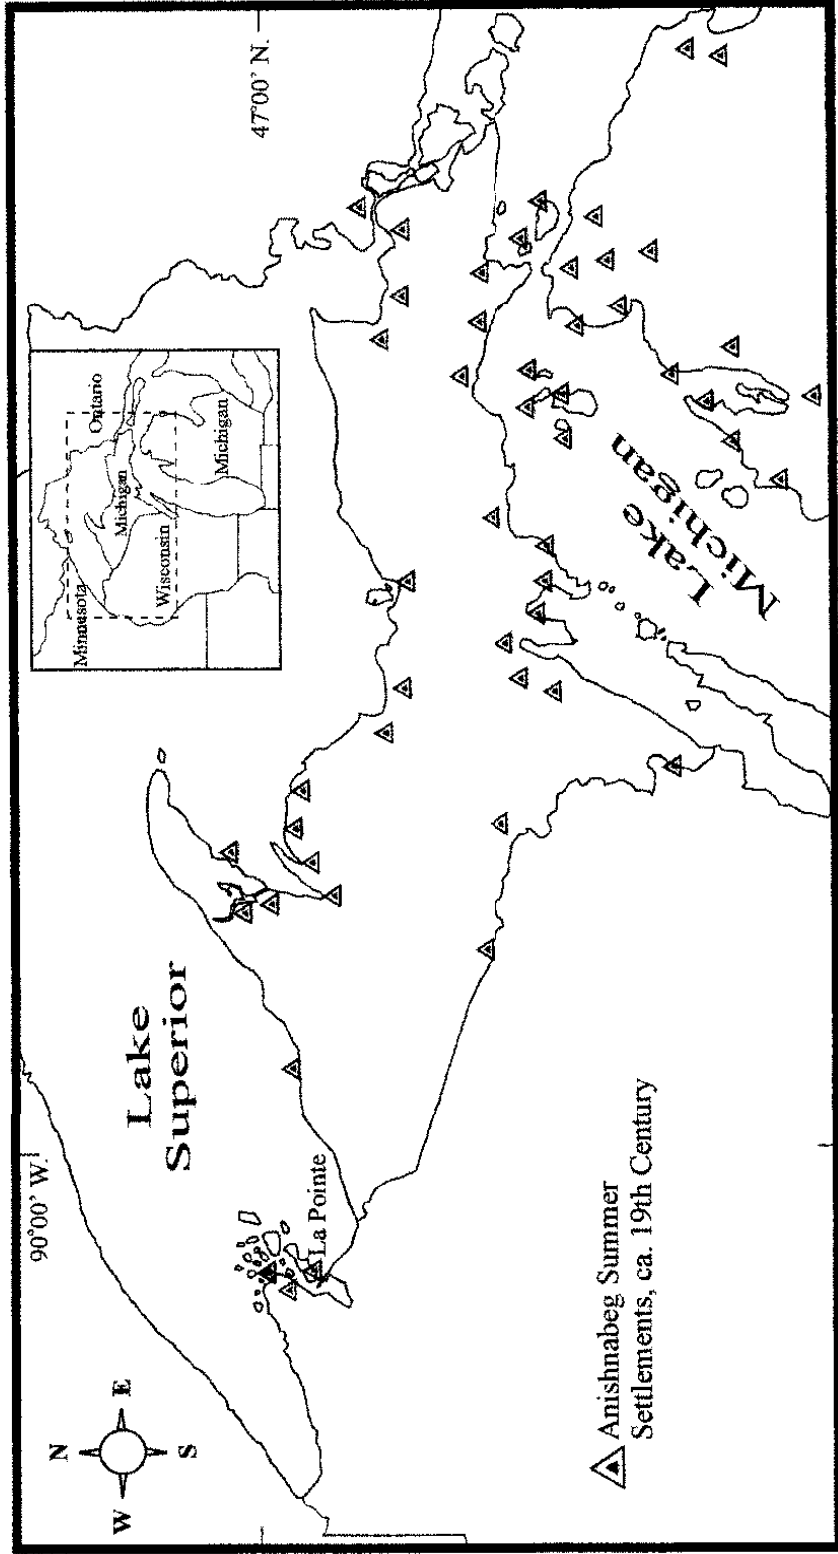 N
W E
S
90°00' W.
47°00' N.
Lake
Superior
Minnesota
Ontario
Michigan
Wisconsin
Michigan
La Pointe
Lake
Michigan
Anishnabeg Summer
Settlements, ca. 19th Century